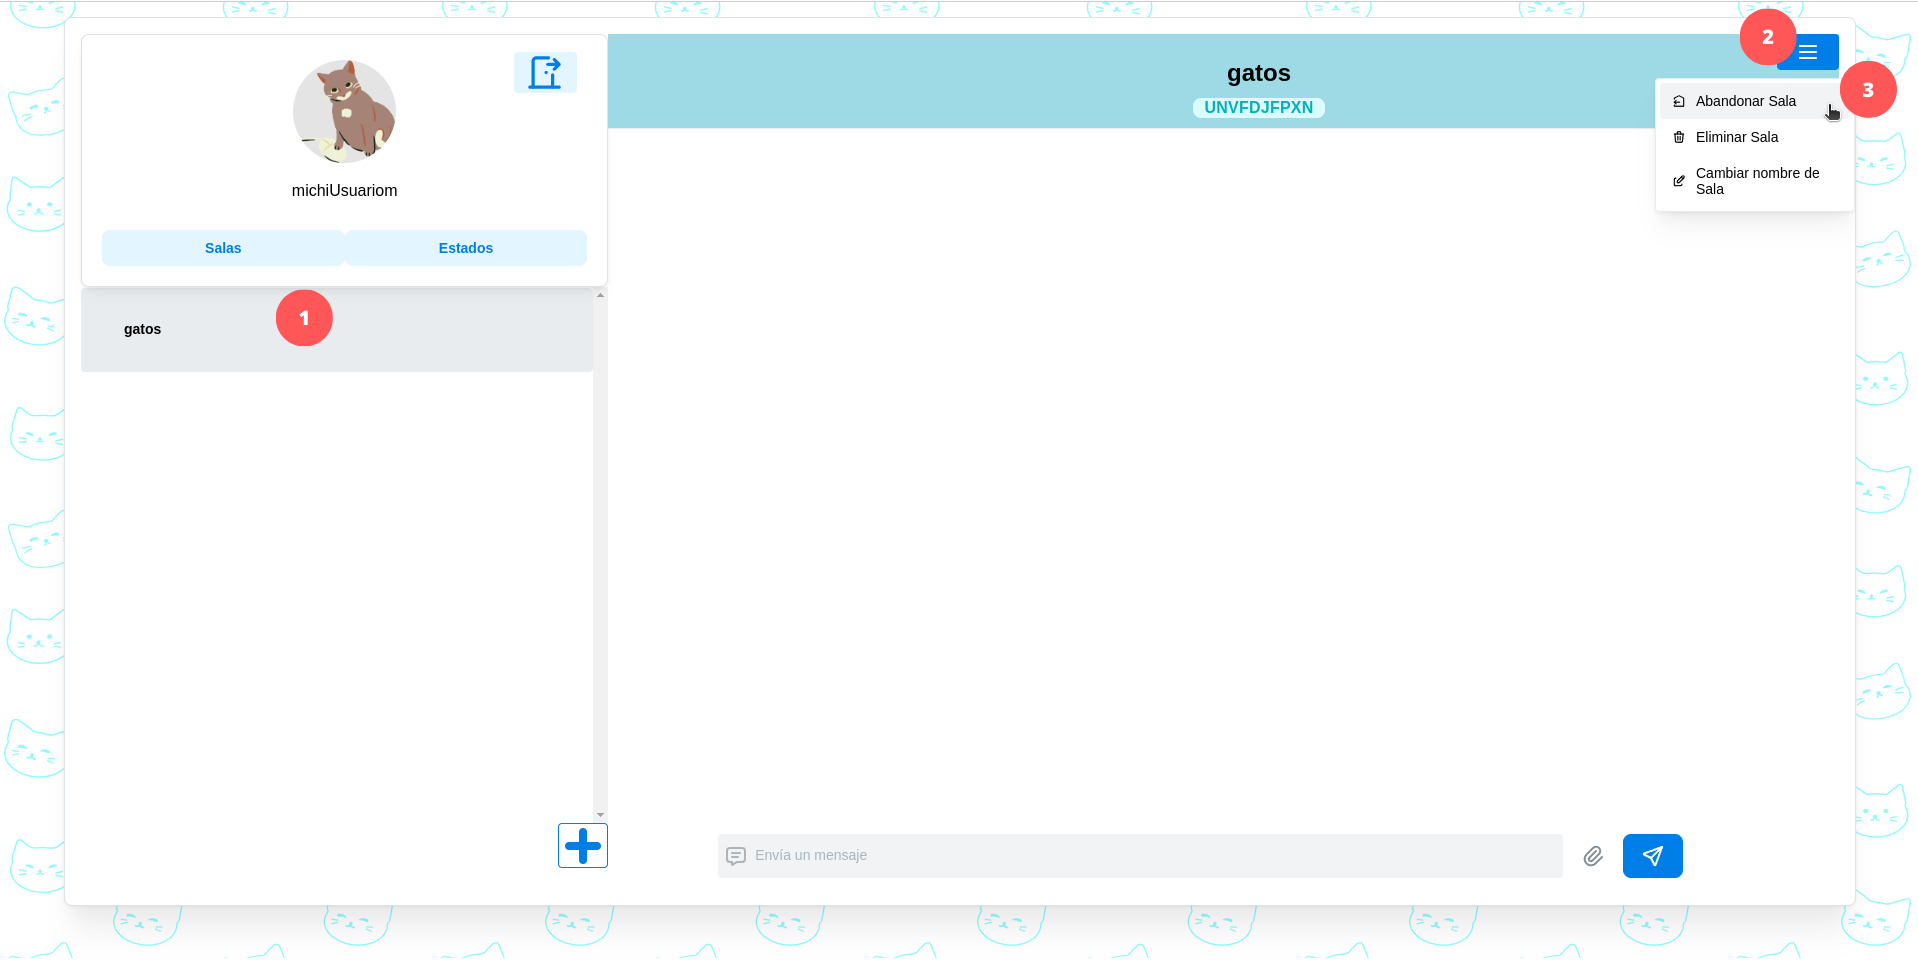 michiUsuariom
Salas
Estados
gatos
1
gatos
UNVFDJFPXN
2
3
Abandonar Sala
Eliminar Sala
Cambiar nombre de
Sala
Envía un mensaje